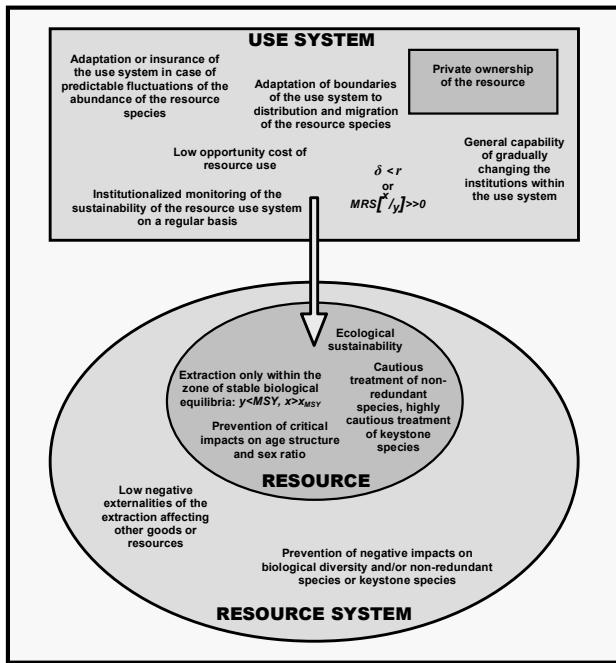 USE SYSTEM
Adaptation or insurance of
the use system in case of
predictable fluctuations of the
abundance of the resource
species
Adaptation of boundaries
of the use system to
distribution and migration
of the resource species
Private ownership
of the resource
Low opportunity cost of
resource use
General capability
of gradually
changing the
institutions within
the use system
δ < r
or
MRS[x/y]>>0
Institutionalized monitoring of the
sustainability of the resource use system
on a regular basis
Ecological
sustainability
Extraction only within the
zone of stable biological
equilibria: y<MSY, x>xMSY
Cautious
treatment of non-
redundant
species, highly
cautious treatment
of keystone
species
Prevention of critical
impacts on age structure
and sex ratio
RESOURCE
Low negative
externalities of the
extraction affecting
other goods or
resources
Prevention of negative impacts on
biological diversity and/or non-redundant
species or keystone species
RESOURCE SYSTEM